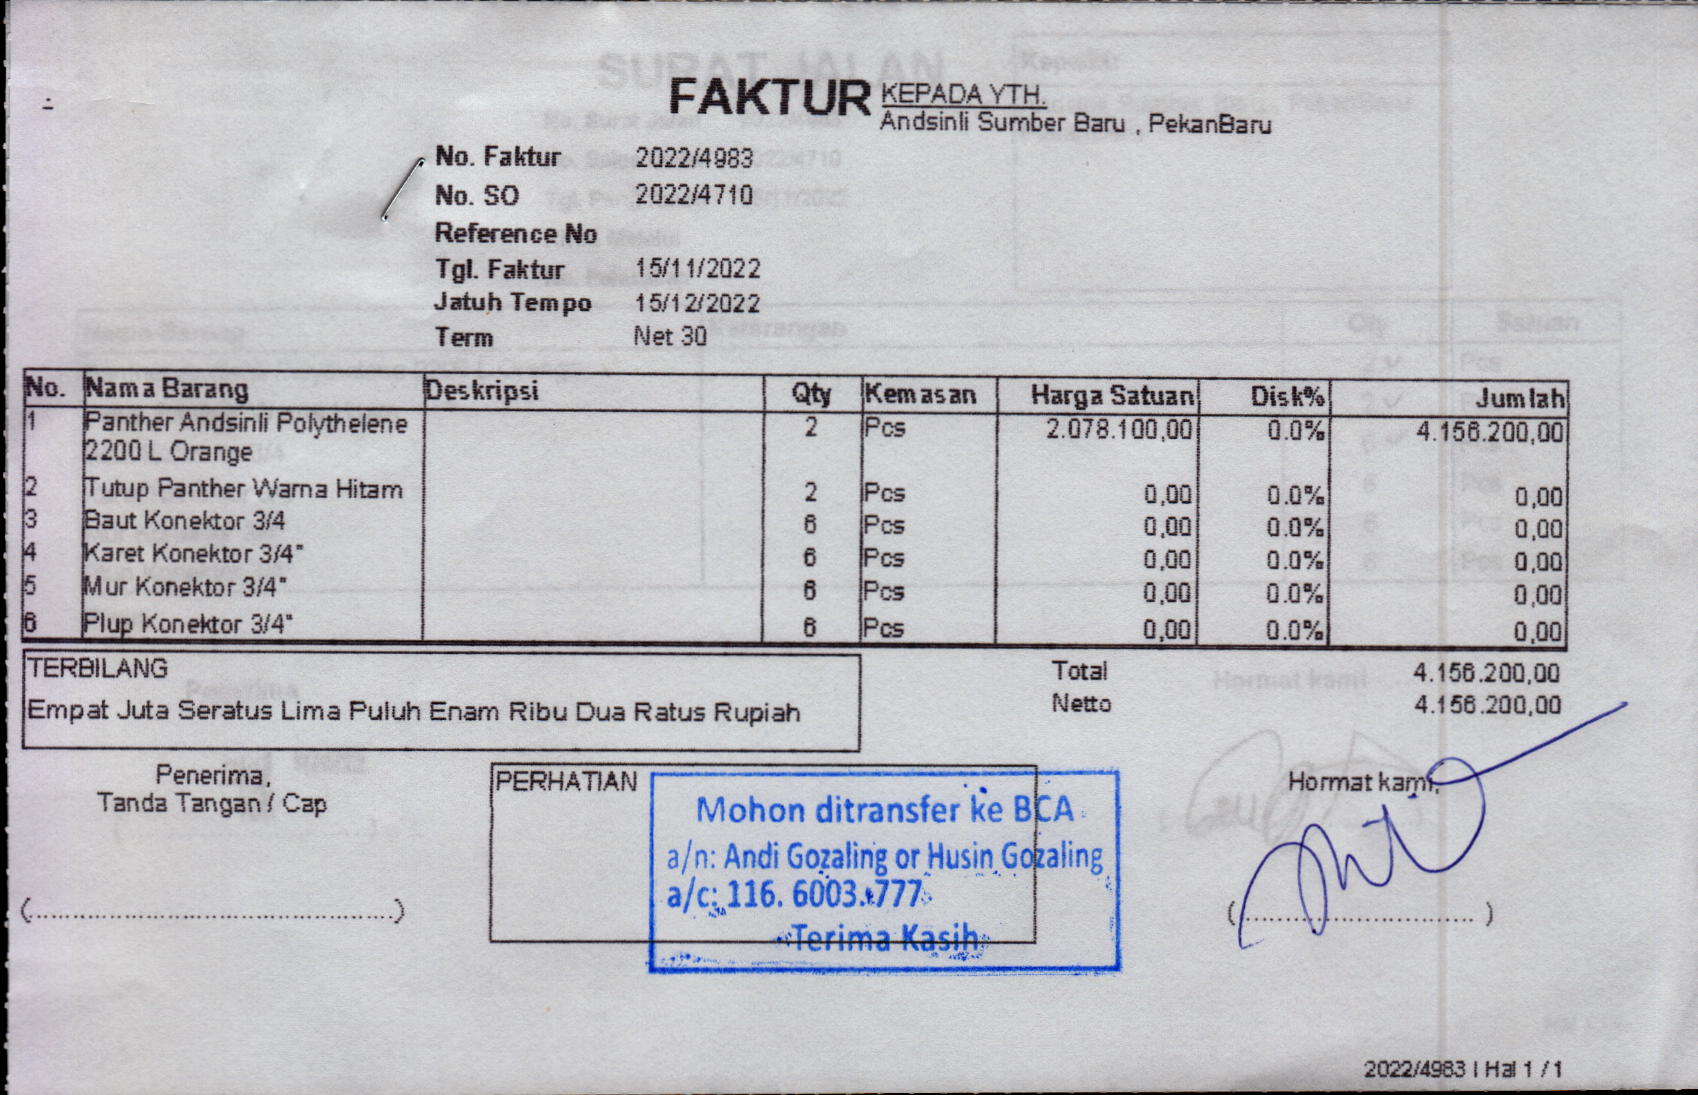 FAKTUR
KEPADA YTH.
Andsinli Sumber Baru , PekanBaru
No. Faktur 2022/4983
No. SO 2022/4710
Reference No
Tgl. Faktur 15/11/2022
Jatuh Tempo 15/12/2022
Term Net 30
No. Nama Barang Deskripsi Qty Kemasan Harga Satuan Disk% Jumlah
1 Panther Andsinli Polythelene 2 Pcs 2.078.100,00 0.0% 4.156.200,00
2200 L Orange
2 Tutup Panther Warna Hitam 2 Pcs 0,00 0.0% 0,00
3 Baut Konektor 3/4 6 Pcs 0,00 0.0% 0,00
4 Karet Konektor 3/4" 6 Pcs 0,00 0.0% 0,00
5 Mur Konektor 3/4" 6 Pcs 0,00 0.0% 0,00
6 Plup Konektor 3/4" 6 Pcs 0,00 0.0% 0,00
TERBILANG
Empat Juta Seratus Lima Puluh Enam Ribu Dua Ratus Rupiah
Total 4.156.200,00
Netto 4.156.200,00
Penerima,
Tanda Tangan / Cap
(....................................................)
PERHATIAN
Mohon ditransfer ke BCA
a/n: Andi Gozaling or Husin Gozaling
a/c: 116. 6003.777
Terima Kasih
Hormat kami,
(..................................)
2022/4983 | Hal 1 / 1